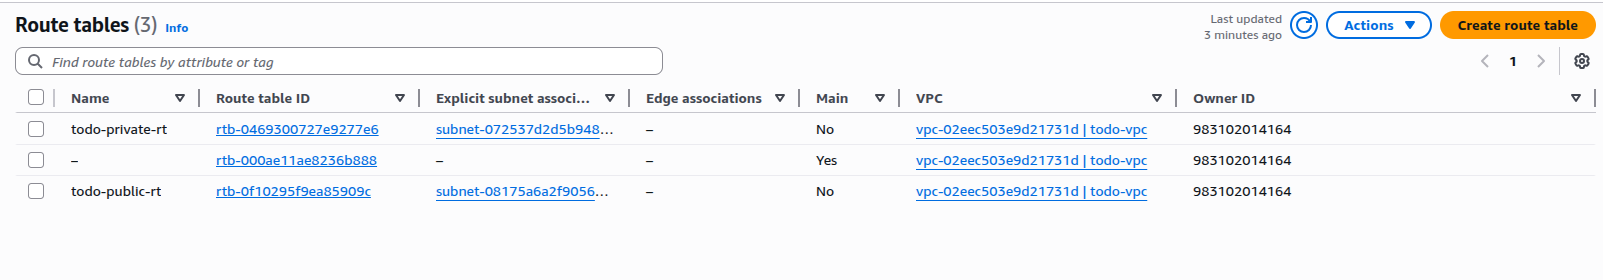 Route tables (3) Info
Last updated
3 minutes ago
Actions
Create route table
Find route tables by attribute or tag
1
Name Route table ID Explicit subnet associ... Edge associations Main VPC Owner ID
todo-private-rt rtb-0469300727e9277e6 subnet-072537d2d5b948... – No vpc-02eec503e9d21731d | todo-vpc 983102014164
– rtb-000ae11ae8236b888 – – Yes vpc-02eec503e9d21731d | todo-vpc 983102014164
todo-public-rt rtb-0f10295f9ea85909c subnet-08175a6a2f9056... – No vpc-02eec503e9d21731d | todo-vpc 983102014164